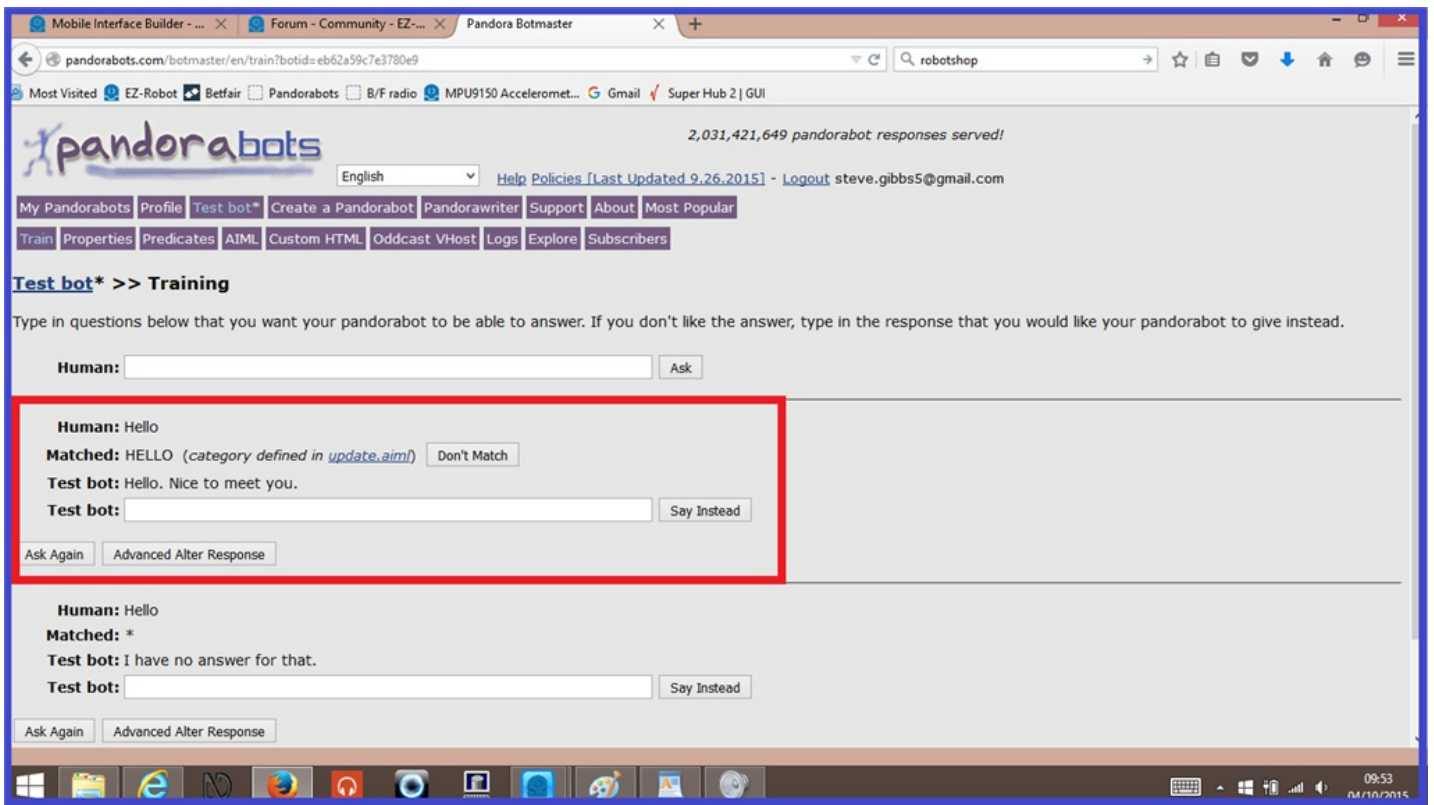 Mobile Interface Builder - ... Forum - Community - EZ-... Pandora Botmaster
pandorabots.com/botmaster/en/train?botid=eb62a59c7e3780e9 robotshop
Most Visited EZ-Robot Betfair Pandorabots B/F radio MPU9150 Acceleromet... Gmail Super Hub 2 | GUI
pandorabots
2,031,421,649 pandorabot responses served!
English Help Policies [Last Updated 9.26.2015] - Logout steve.gibbs5@gmail.com
My Pandorabots Profile Test bot* Create a Pandorabot Pandorawriter Support About Most Popular
Train Properties Predicates AIML Custom HTML Oddcast VHost Logs Explore Subscribers
Test bot* >> Training
Type in questions below that you want your pandorabot to be able to answer. If you don't like the answer, type in the response that you would like your pandorabot to give instead.
Human: Ask
Human: Hello
Matched: HELLO (category defined in update.aiml) Don't Match
Test bot: Hello. Nice to meet you.
Test bot: Say Instead
Ask Again Advanced Alter Response
Human: Hello
Matched: *
Test bot: I have no answer for that.
Test bot: Say Instead
Ask Again Advanced Alter Response
09:53
04/10/2015